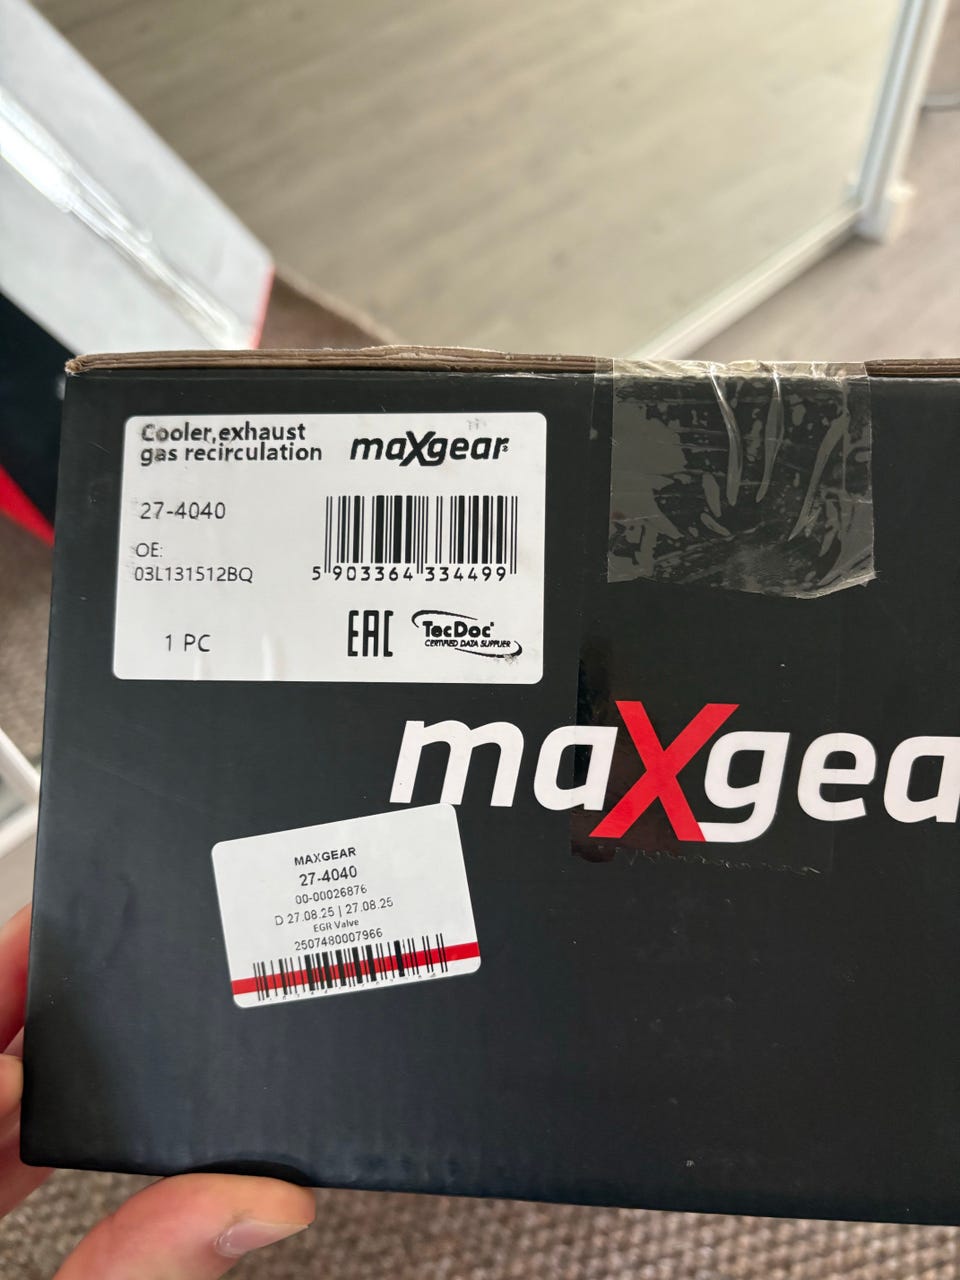 Cooler,exhaust
gas recirculation
maXgear
27-4040
OE:
03L131512BQ
5 903364 334499
1 PC
EAC
TecDoc
CERTIFIED DATA SUPPLIER
maXgea
MAXGEAR
27-4040
00-00026876
D 27.08.25 | 27.08.25
EGR Valve
2507480007966